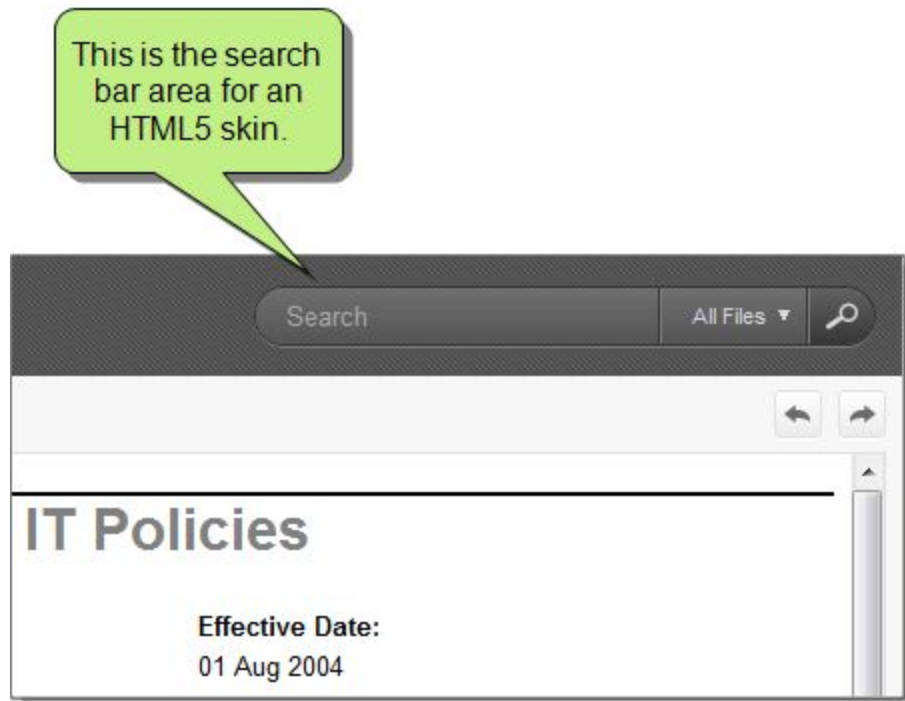 This is the search
bar area for an
HTML5 skin.
Search
All Files
IT Policies
Effective Date:
01 Aug 2004